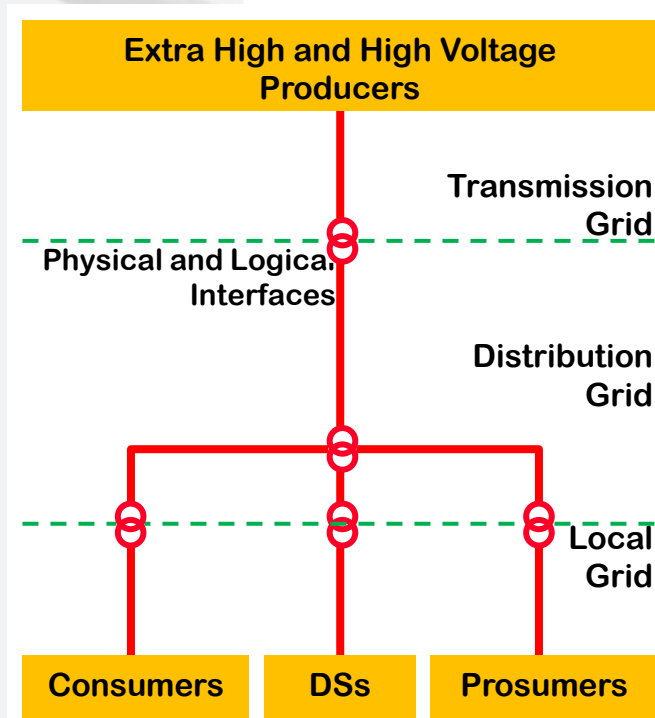 Extra High and High Voltage
Producers
Transmission
Grid
Physical and Logical
Interfaces
Distribution
Grid
Local
Grid
Consumers
DSs
Prosumers